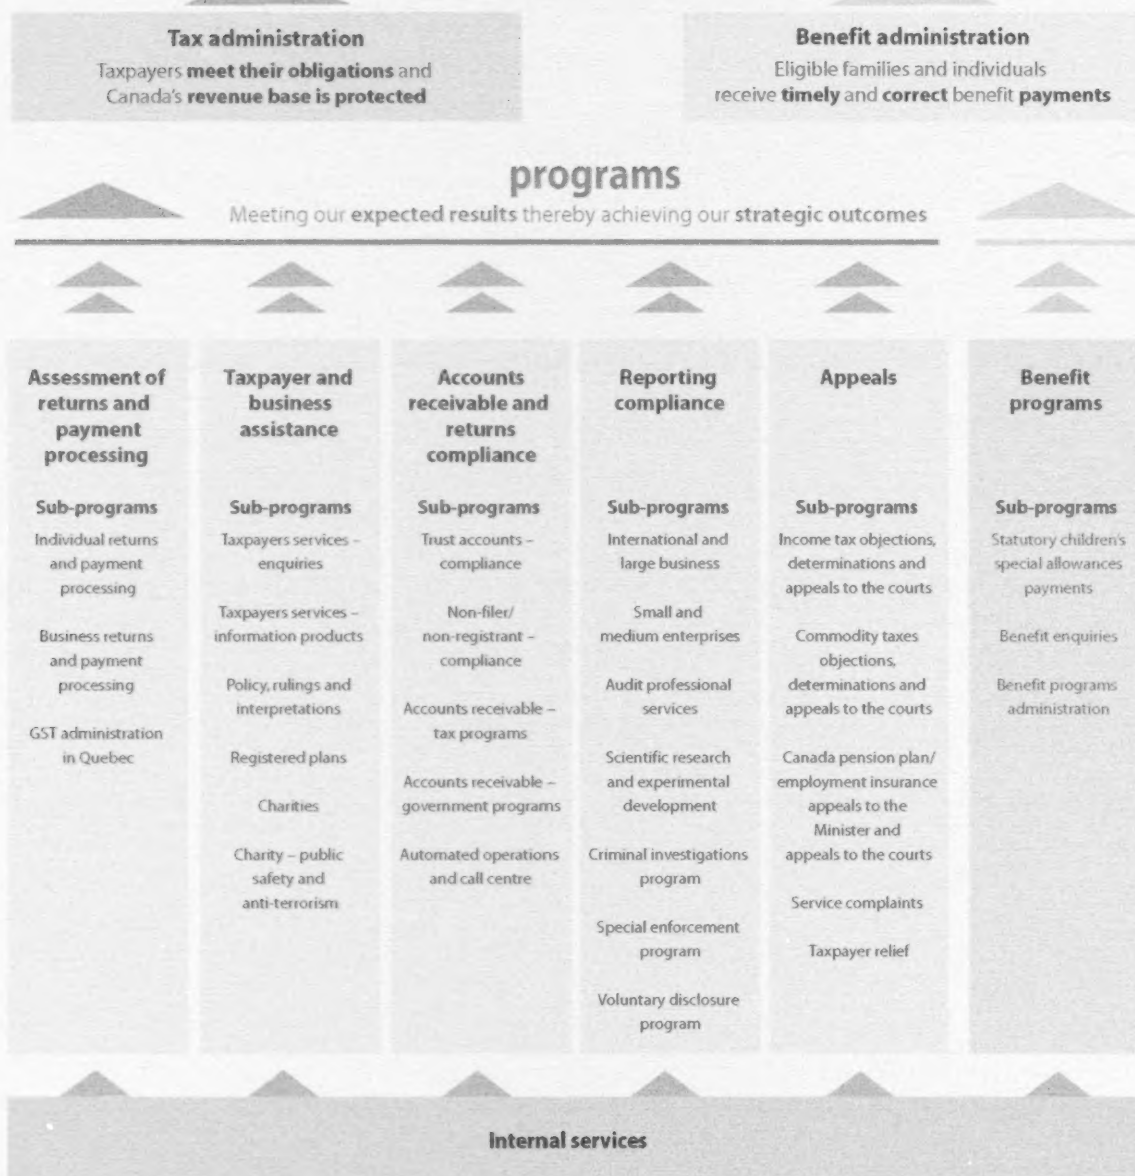 Tax administration
Taxpayers meet their obligations and
Canada's revenue base is protected
Benefit administration
Eligible families and individuals
receive timely and correct benefit payments
programs
Meeting our expected results thereby achieving our strategic outcomes
Assessment of
returns and
payment
processing
Sub-programs
Individual returns
and payment
processing
Business returns
and payment
processing
GST administration
in Quebec
Taxpayer and
business
assistance
Sub-programs
Taxpayers services –
enquiries
Taxpayers services –
information products
Policy, rulings and
interpretations
Registered plans
Charities
Charity – public
safety and
anti-terrorism
Accounts
receivable and
returns
compliance
Sub-programs
Trust accounts –
compliance
Non-filer/
non-registrant –
compliance
Accounts receivable –
tax programs
Accounts receivable –
government programs
Automated operations
and call centre
Reporting
compliance
Sub-programs
International and
large business
Small and
medium enterprises
Audit professional
services
Scientific research
and experimental
development
Criminal investigations
program
Special enforcement
program
Voluntary disclosure
program
Appeals
Sub-programs
Income tax objections,
determinations and
appeals to the courts
Commodity taxes
objections,
determinations and
appeals to the courts
Canada pension plan/
employment insurance
appeals to the
Minister and
appeals to the courts
Service complaints
Taxpayer relief
Benefit
programs
Sub-programs
Statutory children's
special allowances
payments
Benefit enquiries
Benefit programs
administration
Internal services